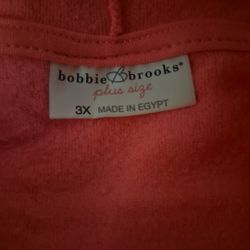 bobbie brooks®
plus size
3X MADE IN EGYPT